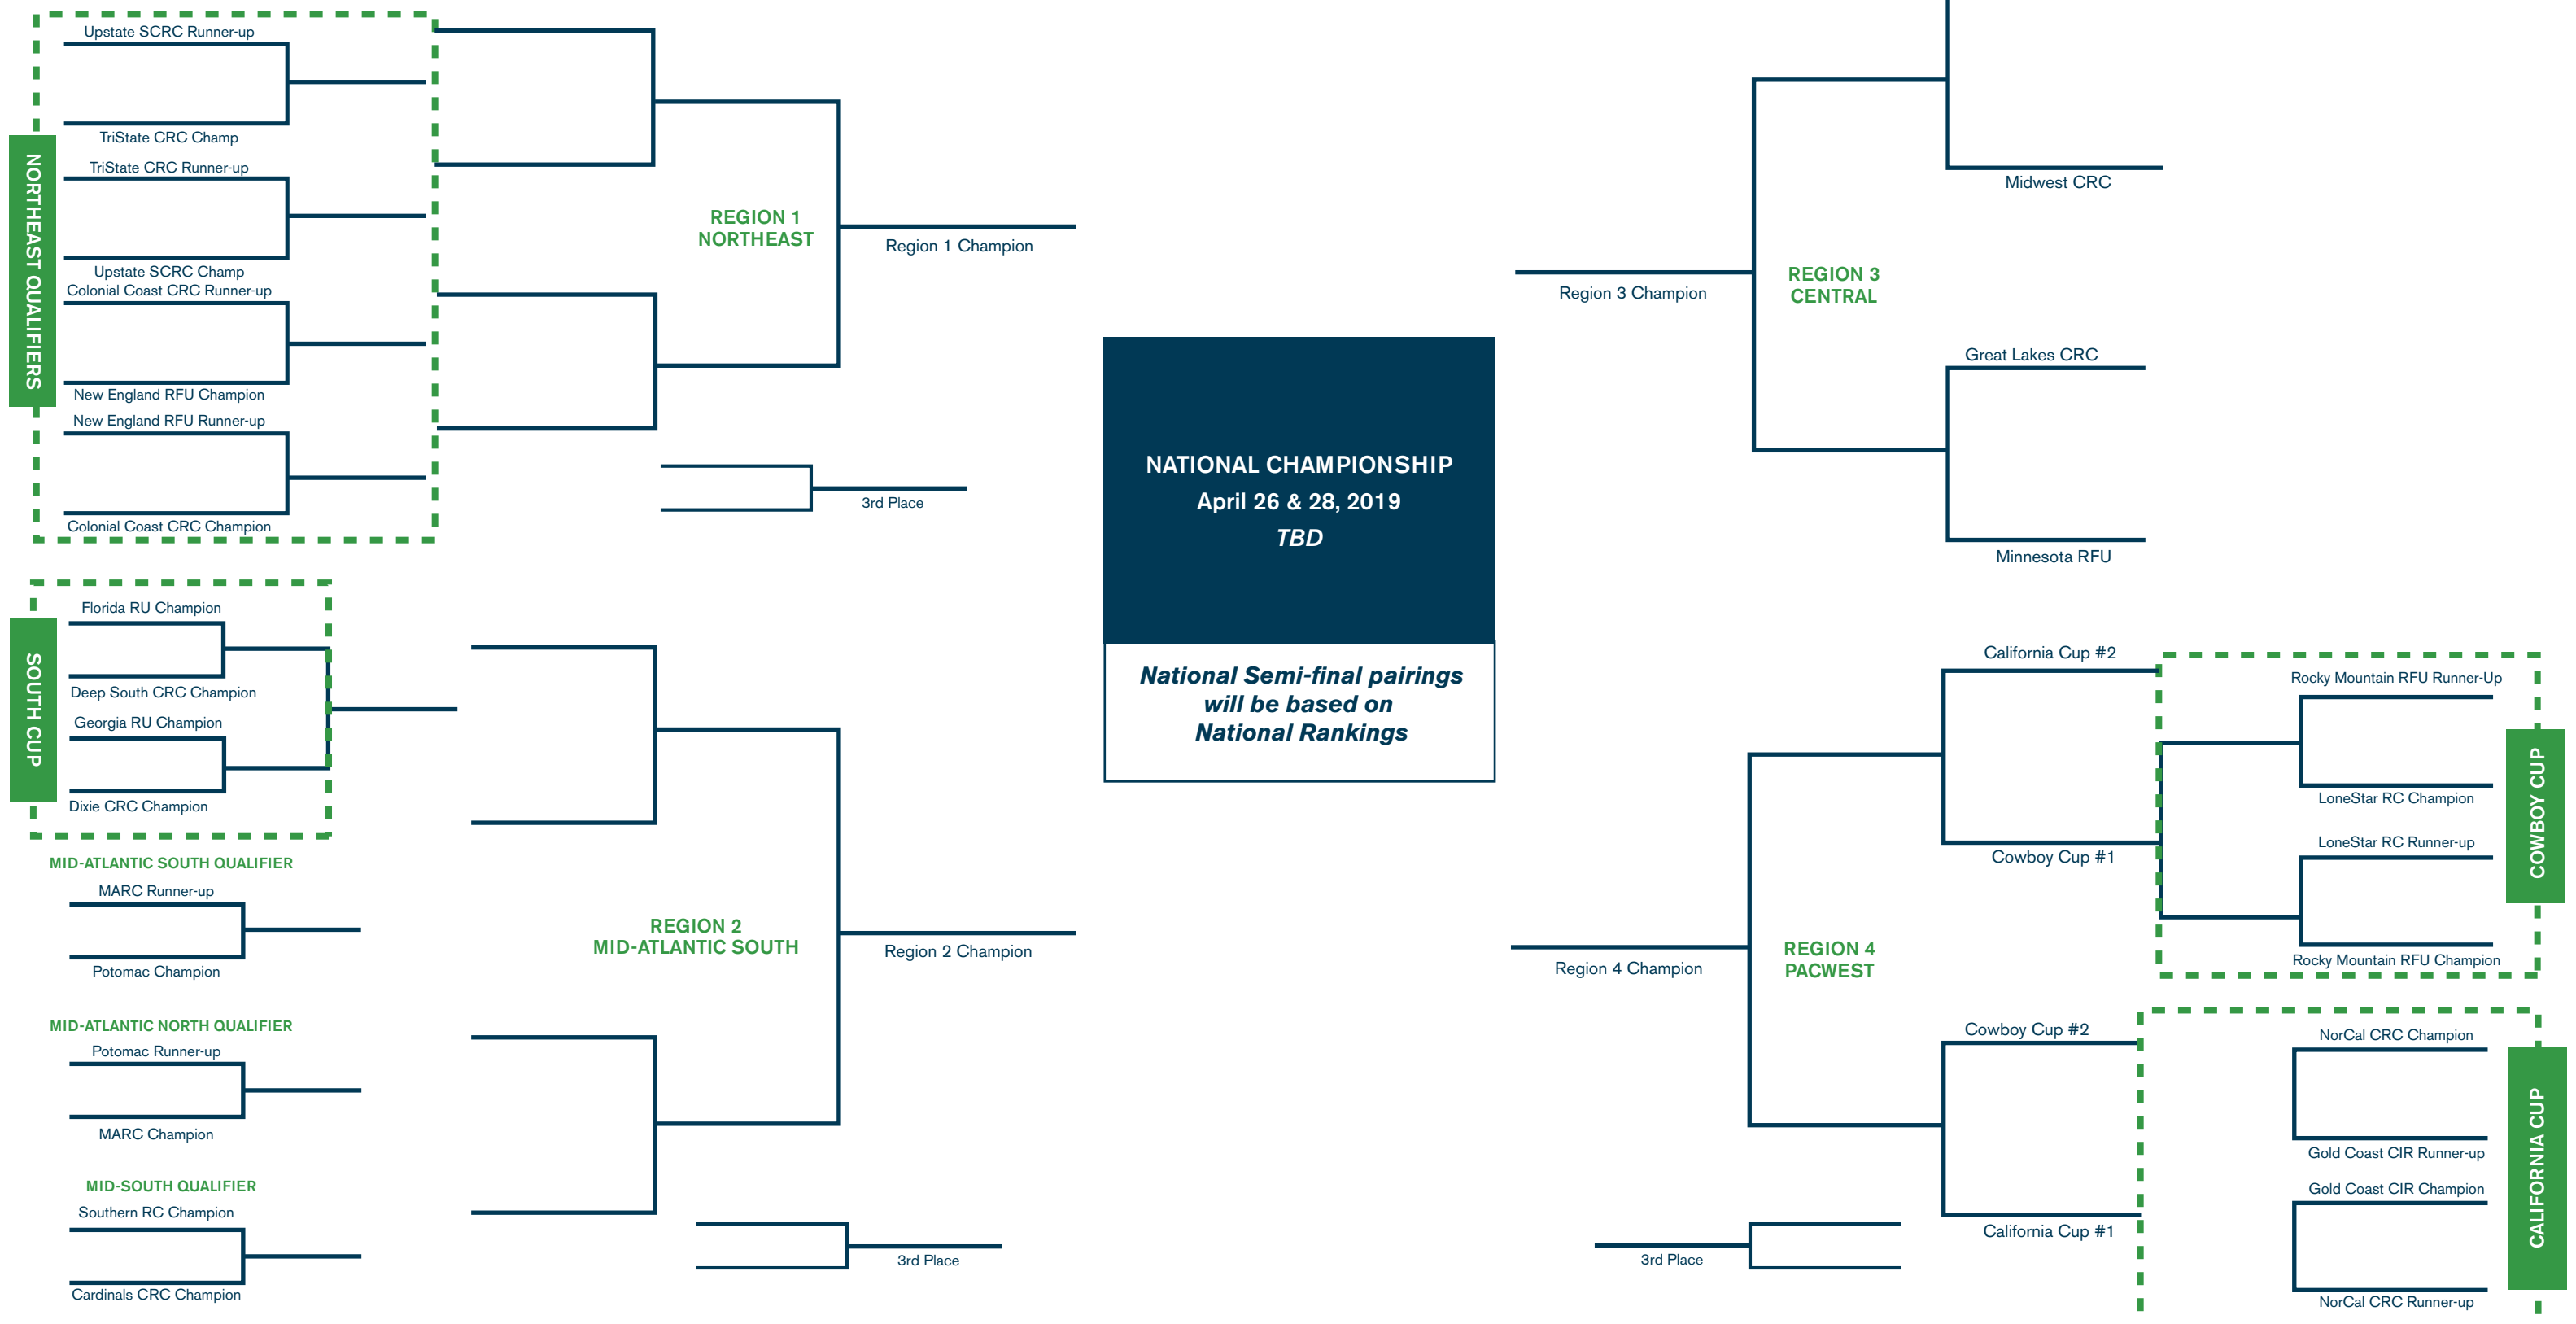 NORTHEAST QUALIFIERS
Upstate SCRC Runner-up
TriState CRC Champ
TriState CRC Runner-up
Upstate SCRC Champ
Colonial Coast CRC Runner-up
New England RFU Champion
New England RFU Runner-up
Colonial Coast CRC Champion
REGION 1
NORTHEAST
Region 1 Champion
3rd Place
SOUTH CUP
Florida RU Champion
Deep South CRC Champion
Georgia RU Champion
Dixie CRC Champion
MID-ATLANTIC SOUTH QUALIFIER
MARC Runner-up
Potomac Champion
MID-ATLANTIC NORTH QUALIFIER
Potomac Runner-up
MARC Champion
MID-SOUTH QUALIFIER
Southern RC Champion
Cardinals CRC Champion
REGION 2
MID-ATLANTIC SOUTH
Region 2 Champion
3rd Place
NATIONAL CHAMPIONSHIP
April 26 & 28, 2019
TBD
National Semi-final pairings
will be based on
National Rankings
Midwest CRC
REGION 3
CENTRAL
Region 3 Champion
Great Lakes CRC
Minnesota RFU
California Cup #2
Cowboy Cup #1
REGION 4
PACWEST
Region 4 Champion
Cowboy Cup #2
California Cup #1
3rd Place
Rocky Mountain RFU Runner-Up
LoneStar RC Champion
LoneStar RC Runner-up
Rocky Mountain RFU Champion
COWBOY CUP
NorCal CRC Champion
Gold Coast CIR Runner-up
Gold Coast CIR Champion
NorCal CRC Runner-up
CALIFORNIA CUP